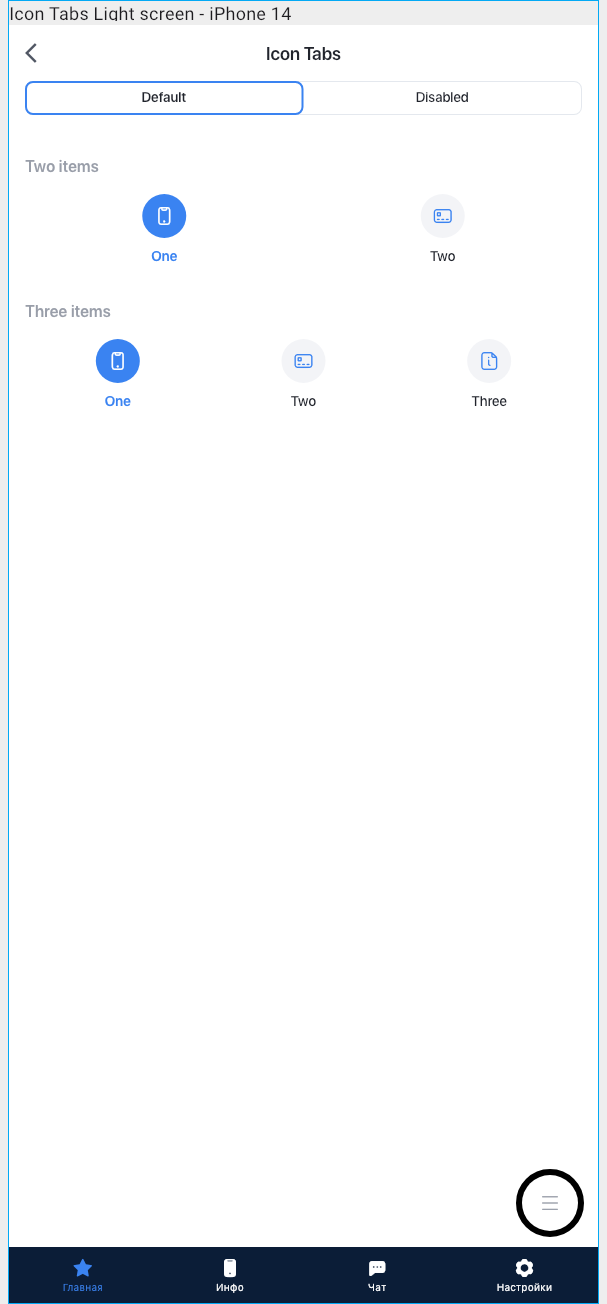 Icon Tabs Light screen - iPhone 14
Icon Tabs
Default Disabled
Two items
One Two
Three items
One Two Three
Главная Инфо Чат Настройки